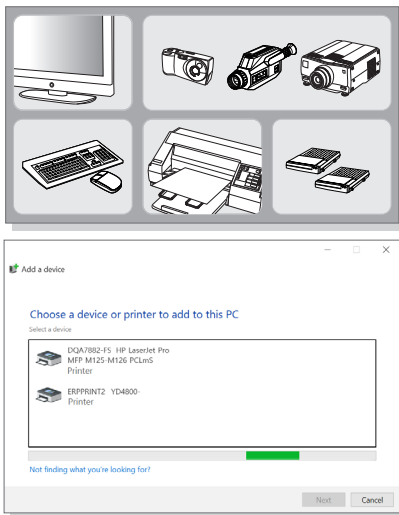 Add a device
Choose a device or printer to add to this PC
Select a device
DQA7882-F5 HP LaserJet Pro
MFP M125-M126 PCLmS
Printer
ERPPRINT2 YD4800-
Printer
Not finding what you're looking for?
Next
Cancel